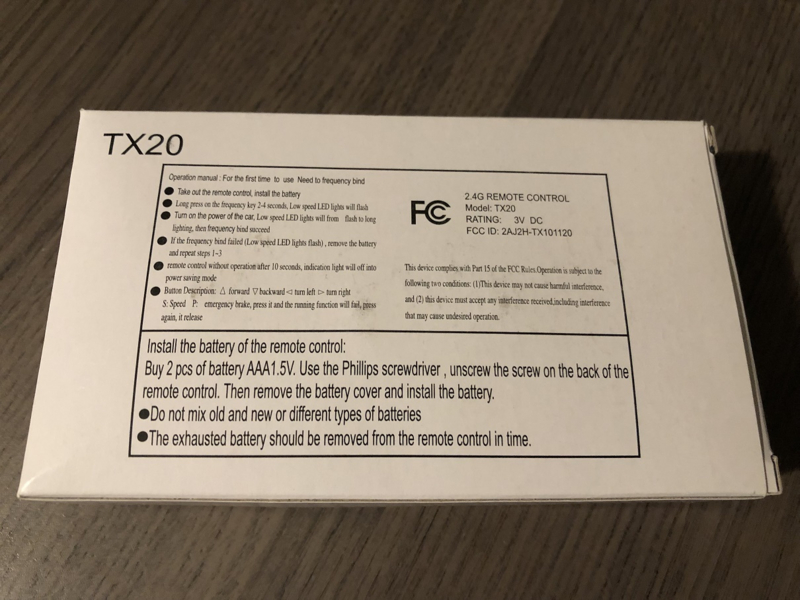 TX20
Operation manual : For the first time to use Need to frequency bind
● Take out the remote control, install the battery
● Long press on the frequency key 2-4 seconds, Low speed LED lights will flash
● Turn on the power of the car, Low speed LED lights will from flash to long
lighting, then frequency bind succeed
● If the frequency bind failed (Low speed LED lights flash) , remove the battery
and repeat steps 1~3
● remote control without operation after 10 seconds, indication light will off into
power saving mode
● Button Description: △ forward ▽ backward ◁ turn left ▷ turn right
S: Speed P: emergency brake, press it and the running function will fail, press
again, it release
FC
2.4G REMOTE CONTROL
Model: TX20
RATING: 3V DC
FCC ID: 2AJ2H-TX101120
This device complies with Part 15 of the FCC Rules.Operation is subject to the
following two conditions: (1)This device may not cause harmful interference,
and (2) this device must accept any interference received,including interference
that may cause undesired operation.
Install the battery of the remote control:
Buy 2 pcs of battery AAA1.5V. Use the Phillips screwdriver , unscrew the screw on the back of the
remote control. Then remove the battery cover and install the battery.
●Do not mix old and new or different types of batteries
●The exhausted battery should be removed from the remote control in time.